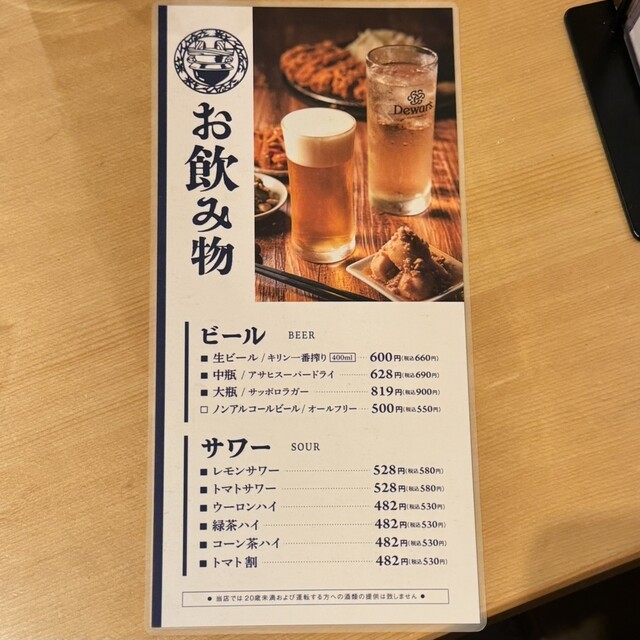 お飲み物
Dewar's
ビール BEER
■ 生ビール / キリン一番搾り 400ml 600円(税込660円)
■ 中瓶 / アサヒスーパードライ 628円(税込690円)
■ 大瓶 / サッポロラガー 819円(税込900円)
□ ノンアルコールビール / オールフリー 500円(税込550円)
サワー SOUR
■ レモンサワー 528円(税込580円)
■ トマトサワー 528円(税込580円)
■ ウーロンハイ 482円(税込530円)
■ 緑茶ハイ 482円(税込530円)
■ コーン茶ハイ 482円(税込530円)
■ トマト割 482円(税込530円)
● 当店では20歳未満および運転する方への酒類の提供は致しません ●